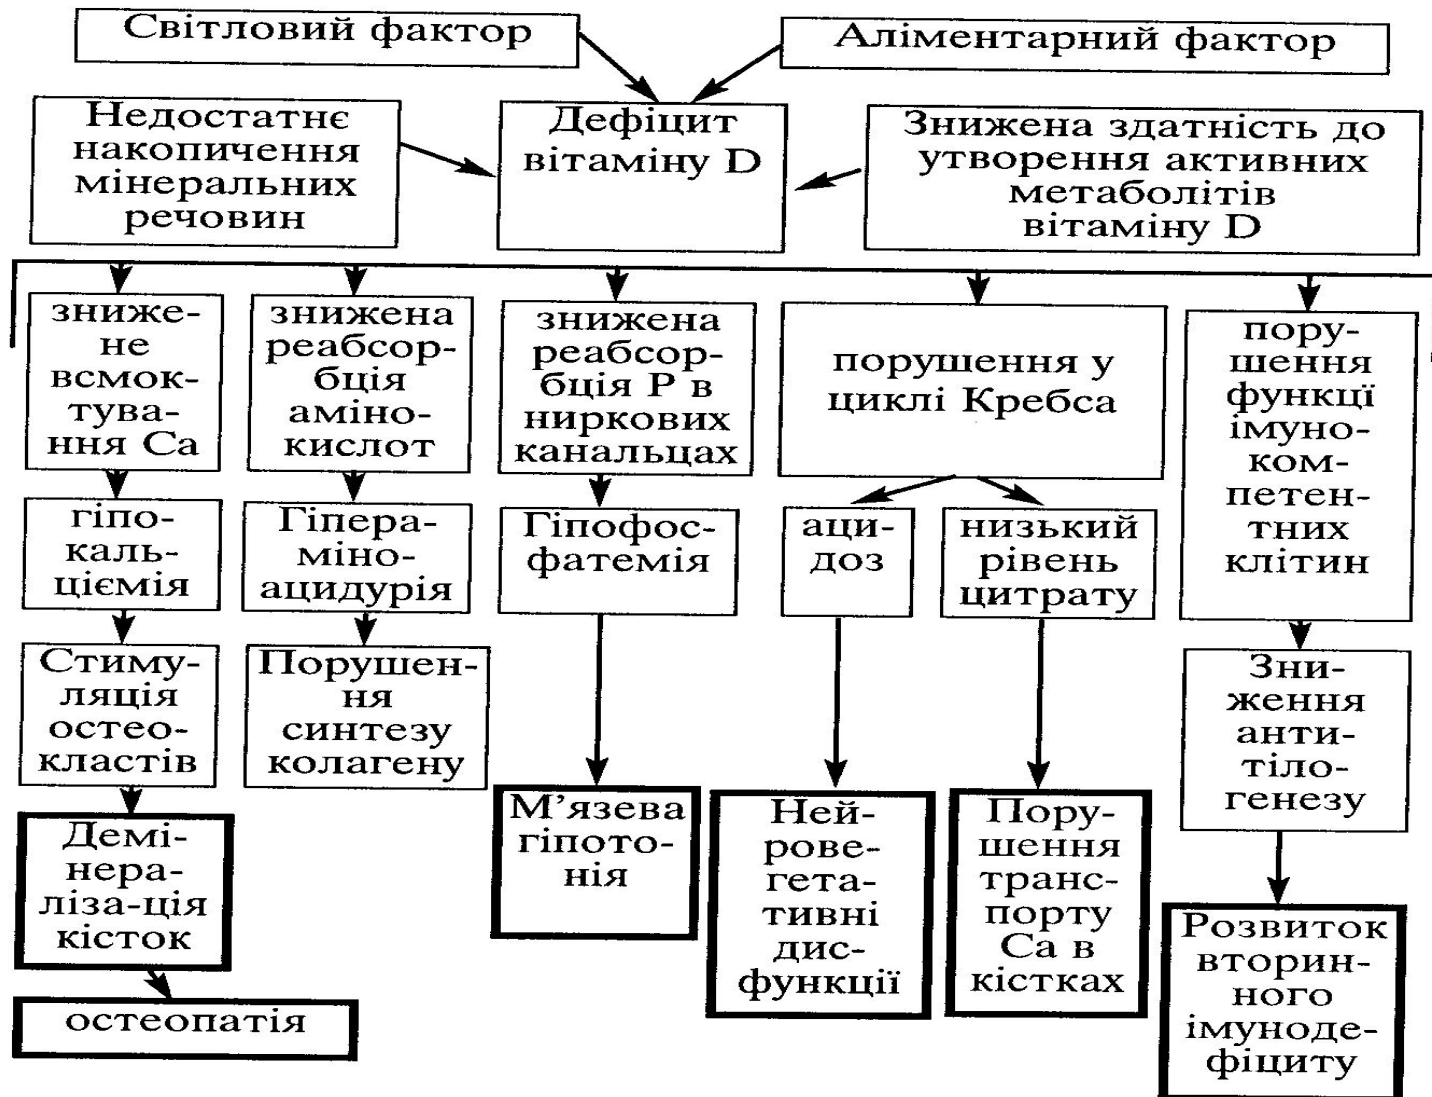 Світловий фактор
Аліментарний фактор
Недостатнє
накопичення
мінеральних
речовин
Дефіцит
вітаміну D
Знижена здатність до
утворення активних
метаболітів
вітаміну D
зниже-
не
всмок-
тува-
ння Ca
знижена
реабсор-
бція
аміно-
кислот
знижена
реабсор-
бція P в
ниркових
канальцах
порушення у
циклі Кребса
пору-
шення
функці
імуно-
ком-
петен-
тних
клітин
гіпо-
каль-
ціємія
Гіпера-
міно-
ацидурія
Гіпофос-
фатемія
аци-
доз
низький
рівень
цитрату
Стиму-
ляція
остео-
кластів
Порушен-
ня
синтезу
колагену
Зни-
ження
анти-
тіло-
генезу
Демі-
нера-
ліза-ція
кісток
М’язева
гіпото-
нія
Ней-
рове-
гета-
тивні
дис-
функції
Пору-
шення
транс-
порту
Ca в
кістках
Розвиток
вторин-
ного
імуноде-
фіциту
остеопатія